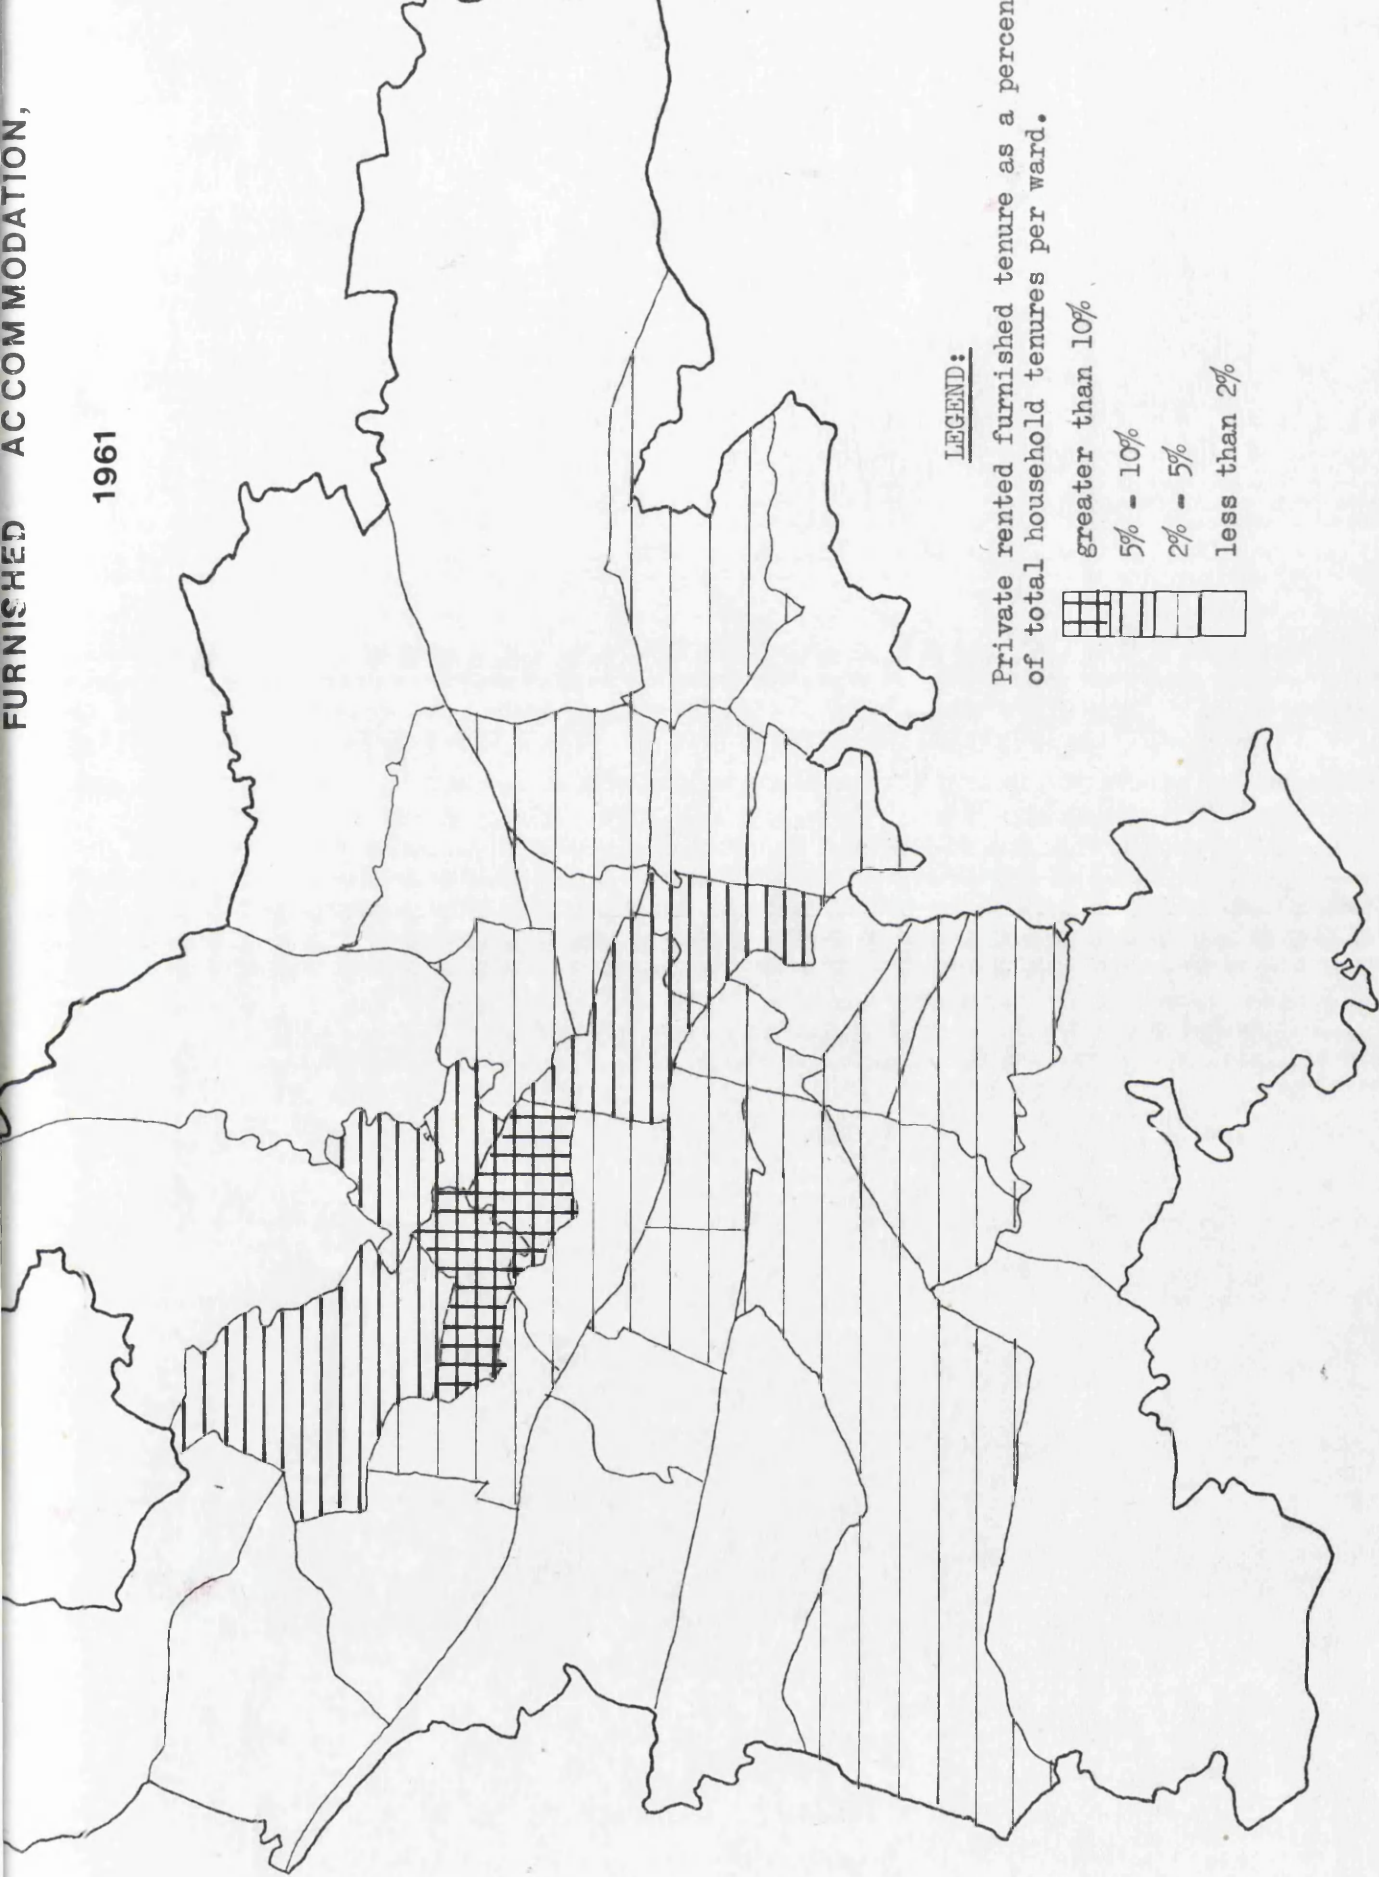 FURNISHED ACCOMMODATION,
1961
LEGEND:
Private rented furnished tenure as a percen
of total household tenures per ward.
greater than 10%
5% - 10%
2% - 5%
less than 2%